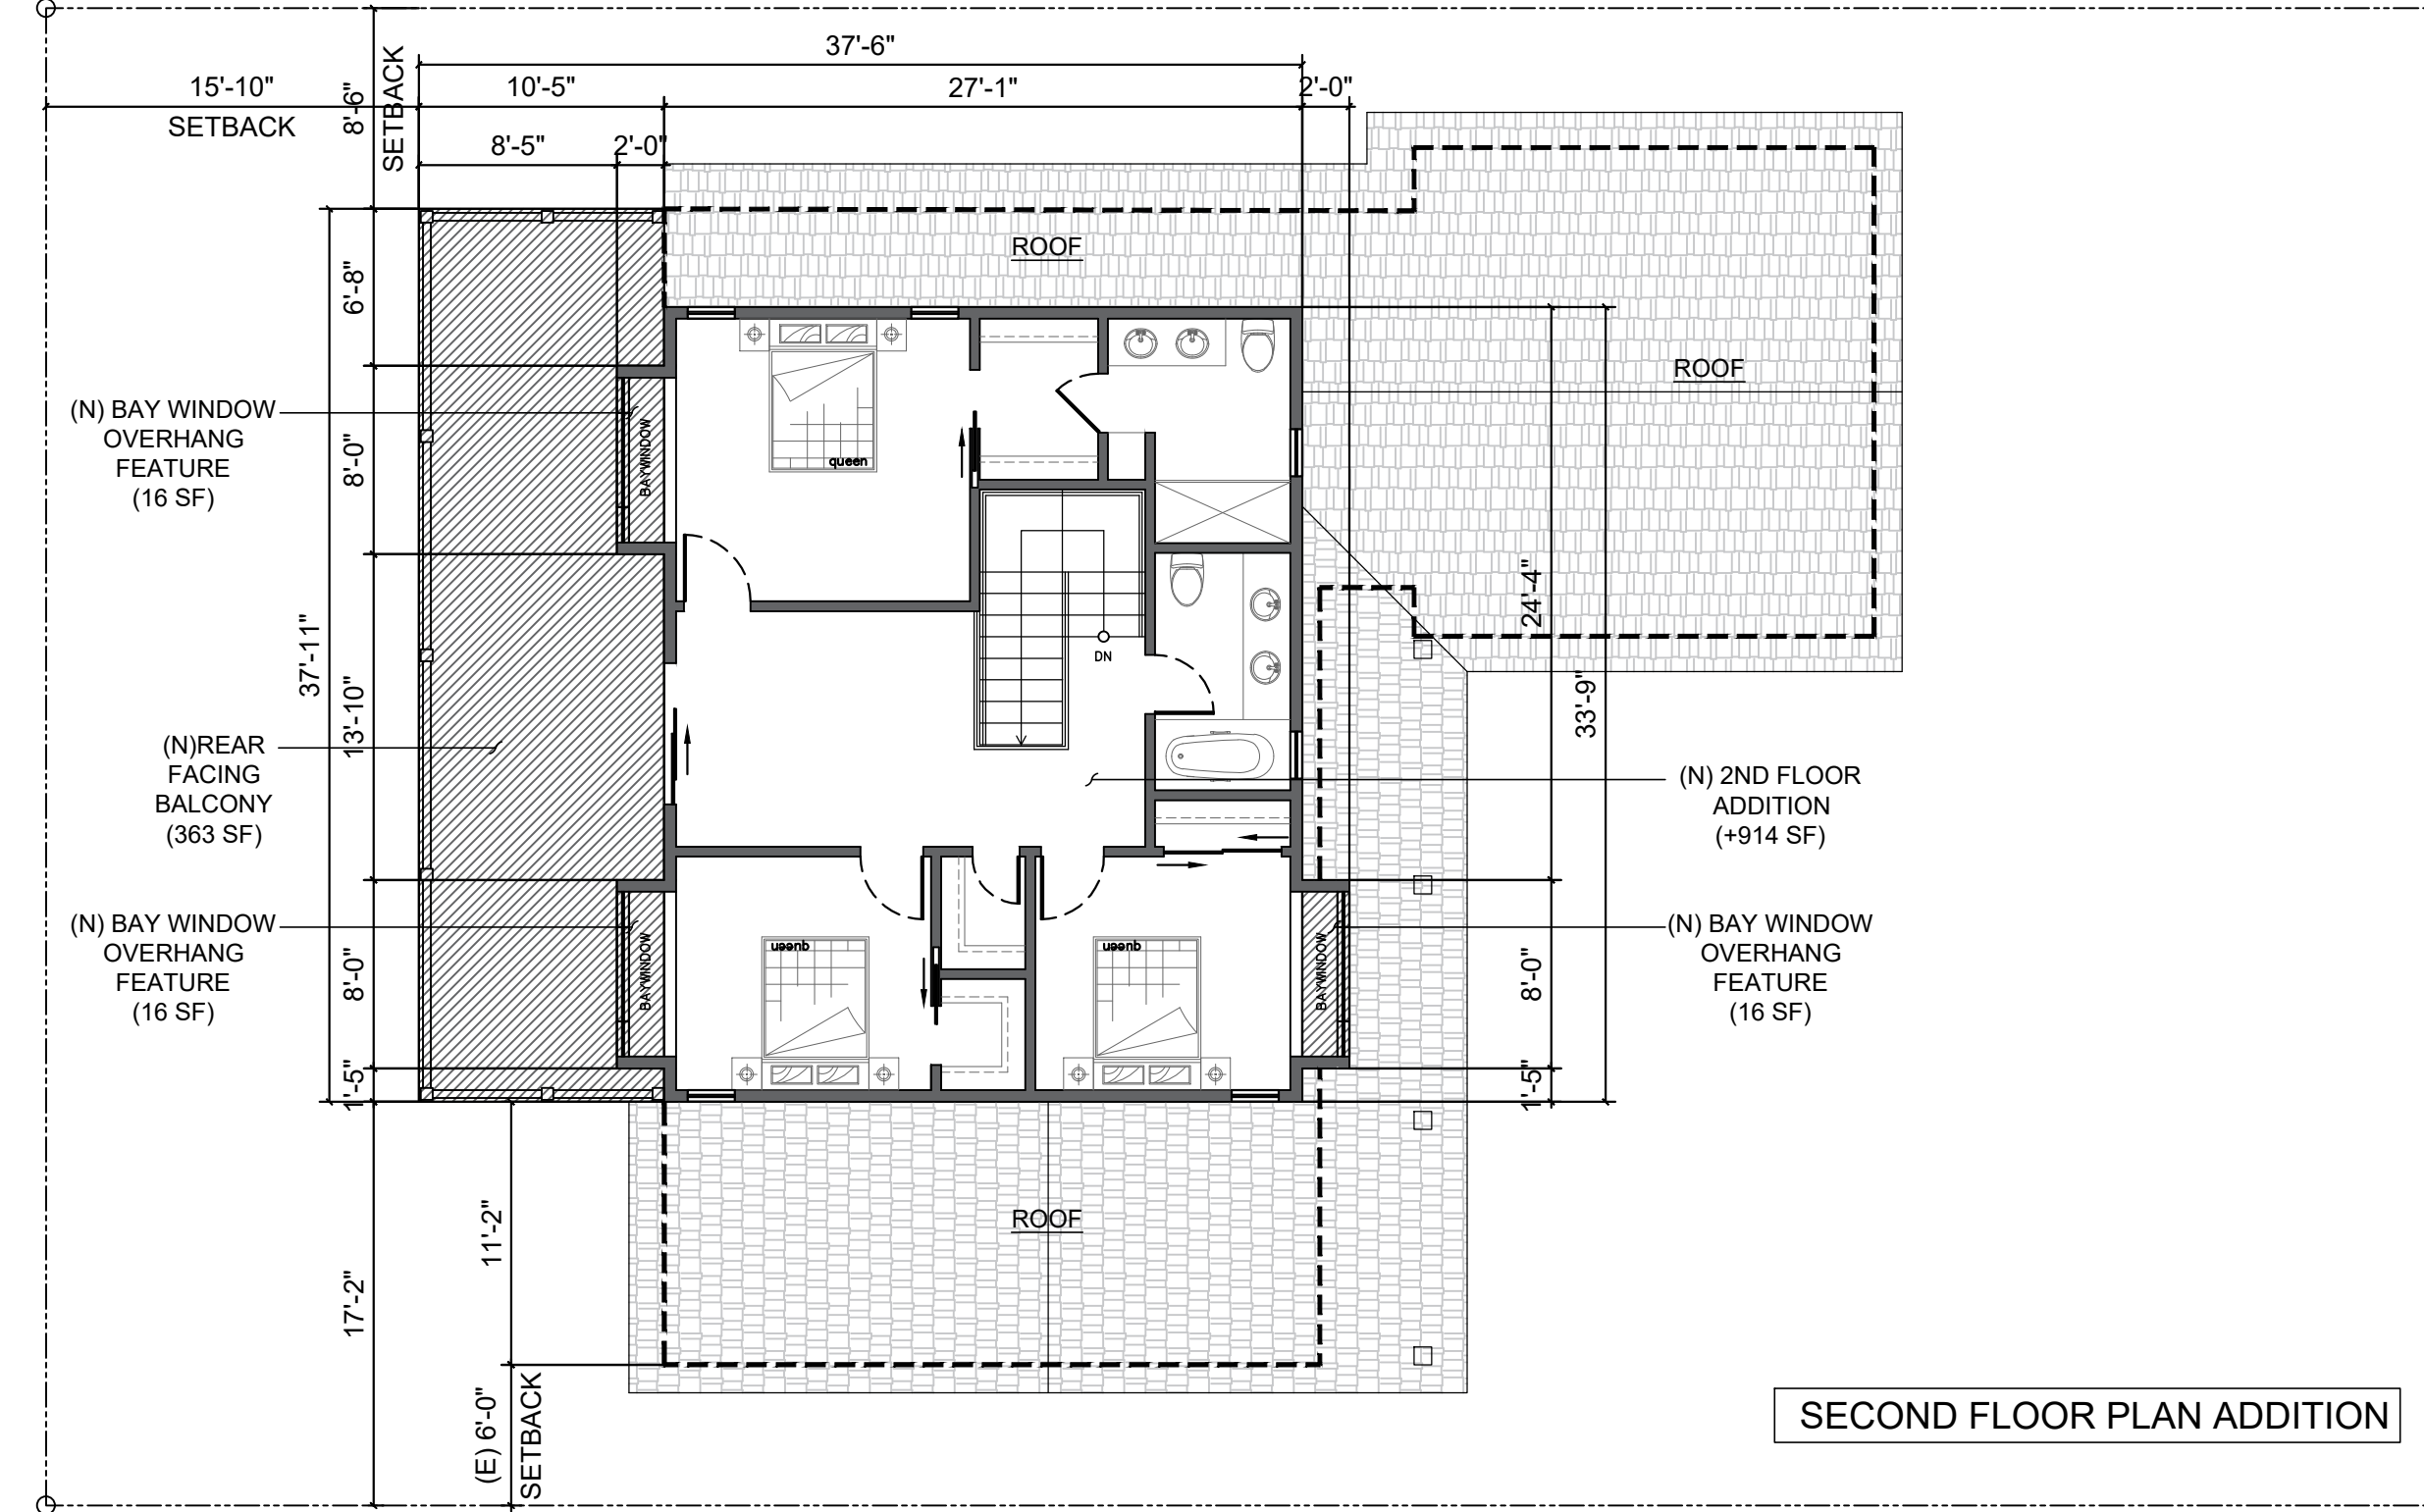 37'-6"
15'-10"
10'-5"
27'-1"
2'-0"
SETBACK
8'-6"
SETBACK
8'-5"
2'-0"
ROOF
6'-8"
ROOF
(N) BAY WINDOW
OVERHANG
FEATURE
(16 SF)
8'-0"
BAYWINDOW
queen
24'-4"
37'-11"
DN
33'-9"
13'-10"
(N)REAR
FACING
BALCONY
(363 SF)
(N) 2ND FLOOR
ADDITION
(+914 SF)
(N) BAY WINDOW
OVERHANG
FEATURE
(16 SF)
8'-0"
BAYWINDOW
queen
queen
BAYWINDOW
8'-0"
(N) BAY WINDOW
OVERHANG
FEATURE
(16 SF)
1'-5"
1'-5"
11'-2"
ROOF
17'-2"
(E) 6'-0"
SETBACK
SECOND FLOOR PLAN ADDITION